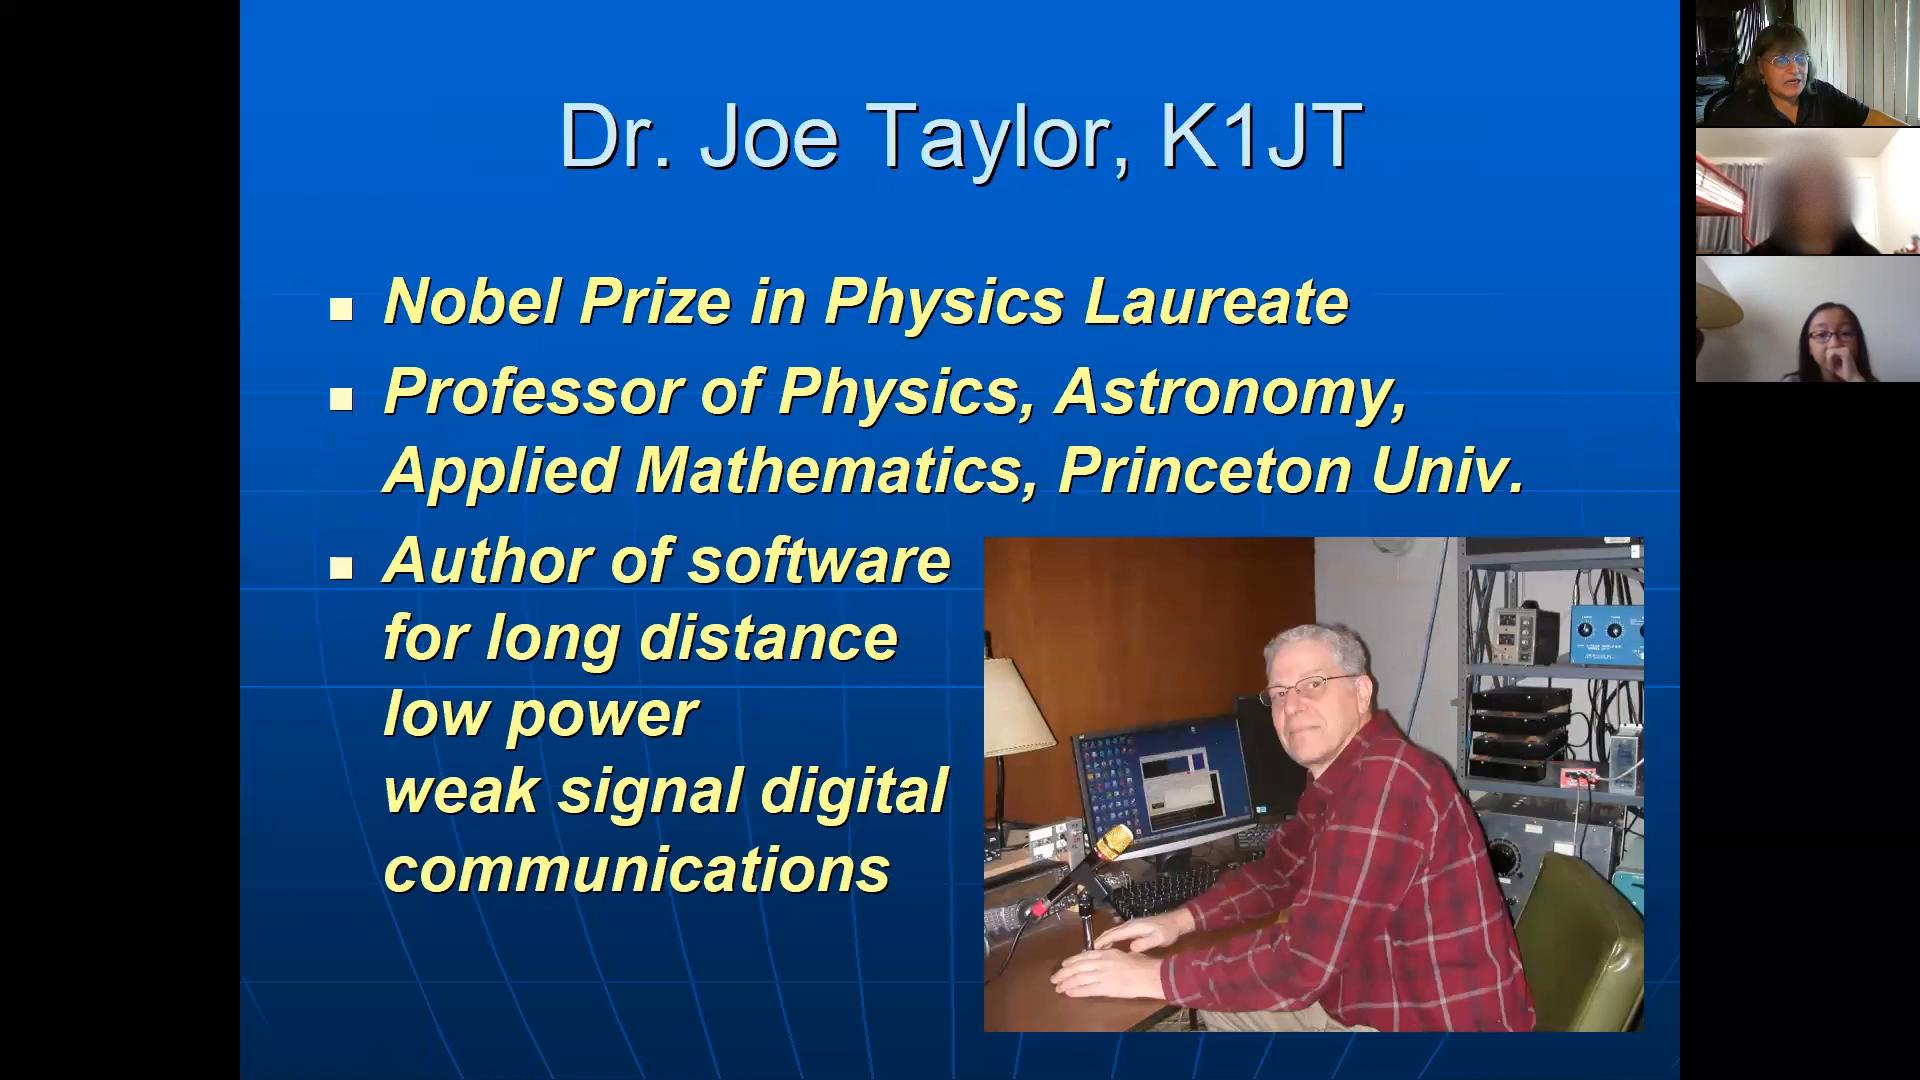 Dr. Joe Taylor, K1JT
Nobel Prize in Physics Laureate
Professor of Physics, Astronomy,
Applied Mathematics, Princeton Univ.
Author of software
for long distance
low power
weak signal digital
communications